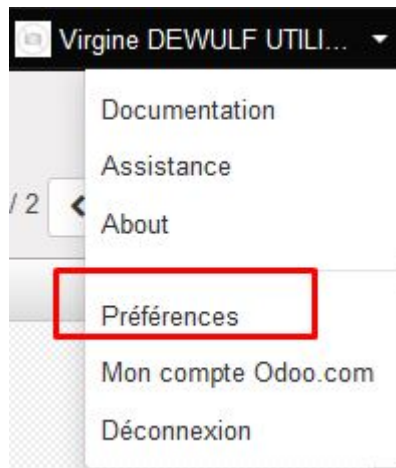 Virgine DEWULF UTILI...
Documentation
Assistance
/ 2
About
Préférences
Mon compte Odoo.com
Déconnexion